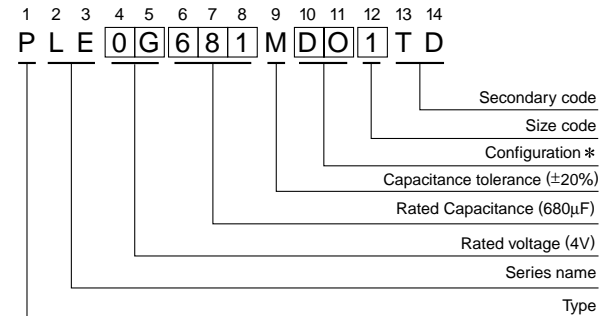 1 2 3 4 5 6 7 8 9 10 11 12 13 14
P L E 0 G 6 8 1 M D O 1 T D
Secondary code
Size code
Configuration *
Capacitance tolerance (±20%)
Rated Capacitance (680μF)
Rated voltage (4V)
Series name
Type